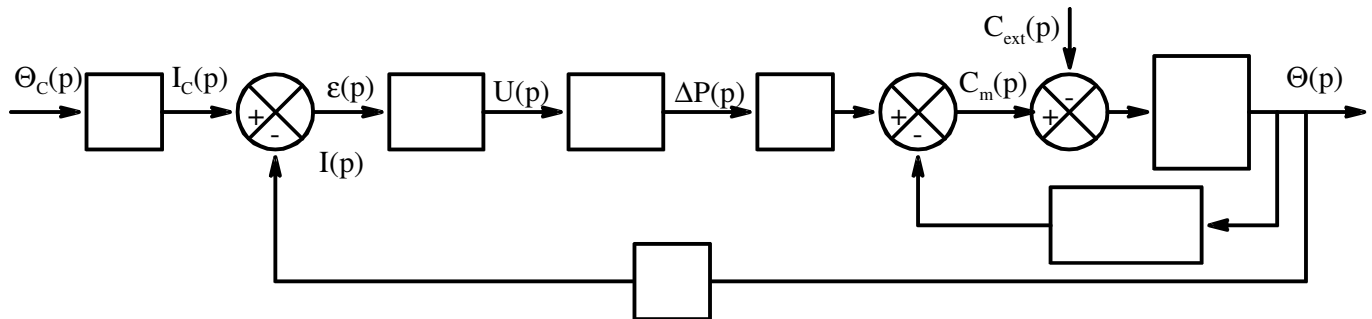 C_ext(p)
Θ_C(p)
I_C(p)
ε(p)
U(p)
ΔP(p)
C_m(p)
Θ(p)
+
-
+
-
+
-
I(p)